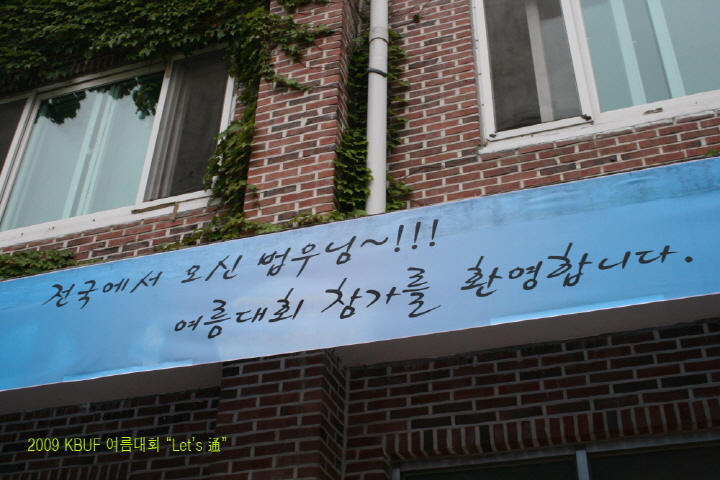 전국에서 오신 법우님~!!!
여름대회 참가를 환영합니다.
2009 KBUF 여름대회 "Let's 通"